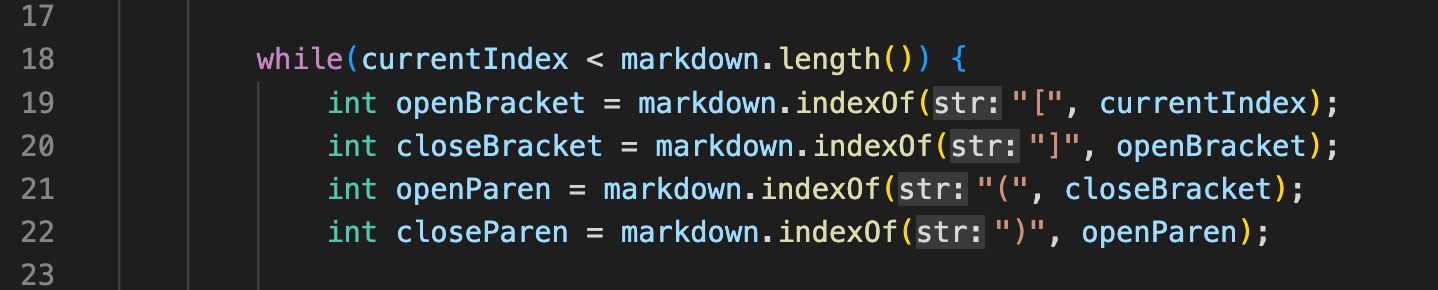 17
18 while(currentIndex < markdown.length()) {
19 int openBracket = markdown.indexOf(str: "[", currentIndex);
20 int closeBracket = markdown.indexOf(str: "]", openBracket);
21 int openParen = markdown.indexOf(str: "(", closeBracket);
22 int closeParen = markdown.indexOf(str: ")", openParen);
23